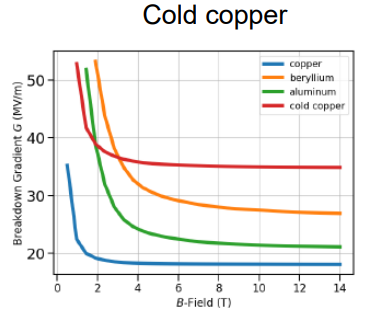 Cold copper
Breakdown Gradient G (MV/m)
50
40
30
20
copper
beryllium
aluminum
cold copper
0 2 4 6 8 10 12 14
B-Field (T)